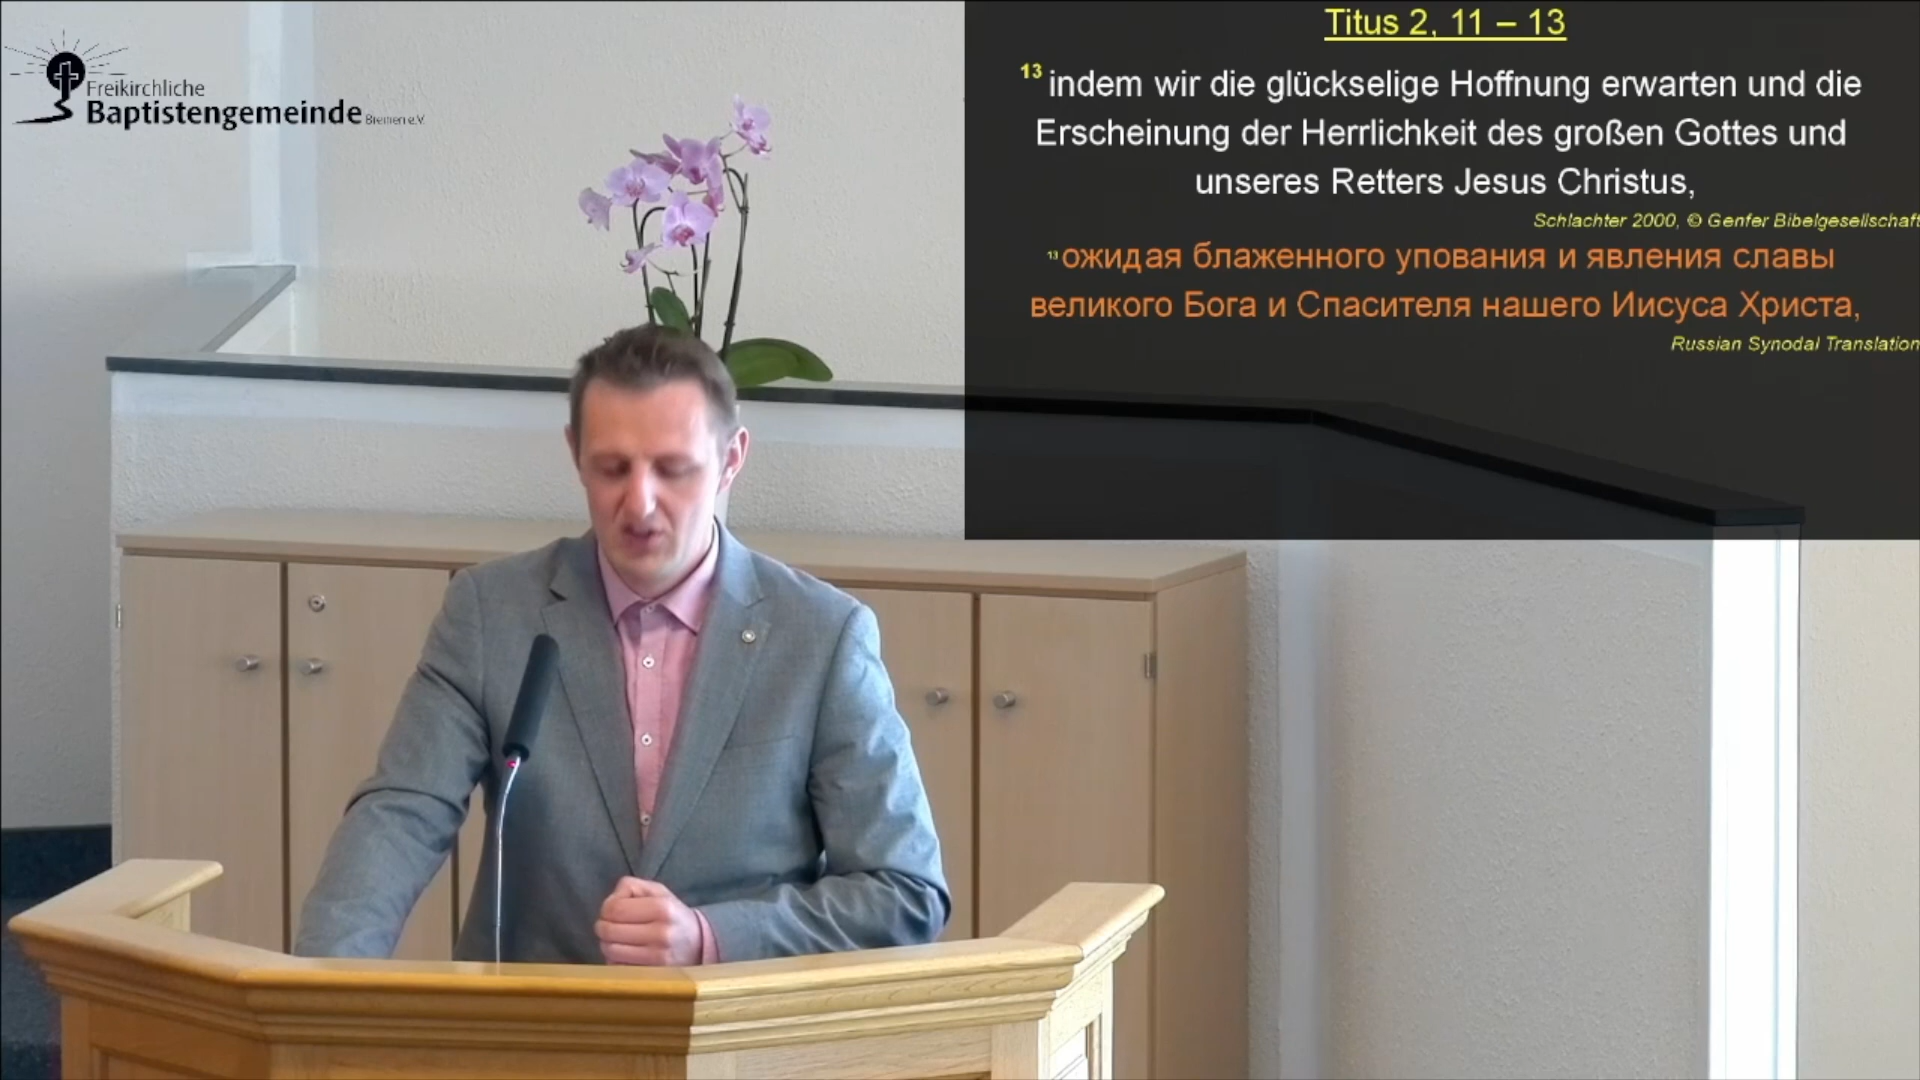 Freikirchliche
Baptistengemeinde Bremen e.V.
Titus 2, 11 – 13
13 indem wir die glückselige Hoffnung erwarten und die
Erscheinung der Herrlichkeit des großen Gottes und
unseres Retters Jesus Christus,
Schlachter 2000, © Genfer Bibelgesellschaft
13 ожидая блаженного упования и явления славы
великого Бога и Спасителя нашего Иисуса Христа,
Russian Synodal Translation